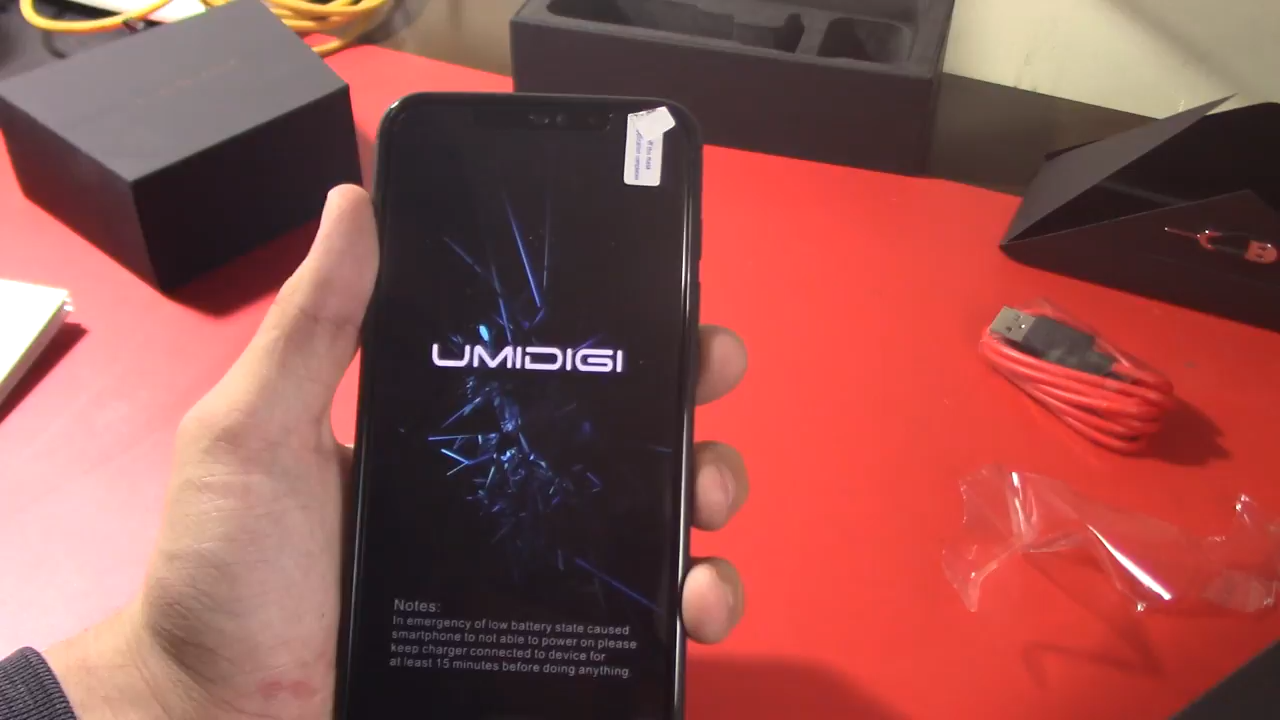 UMIDIGI
Notes:
In emergency of low battery state caused
smartphone to not able to power on please
keep charger connected to device for
at least 15 minutes before doing anything.